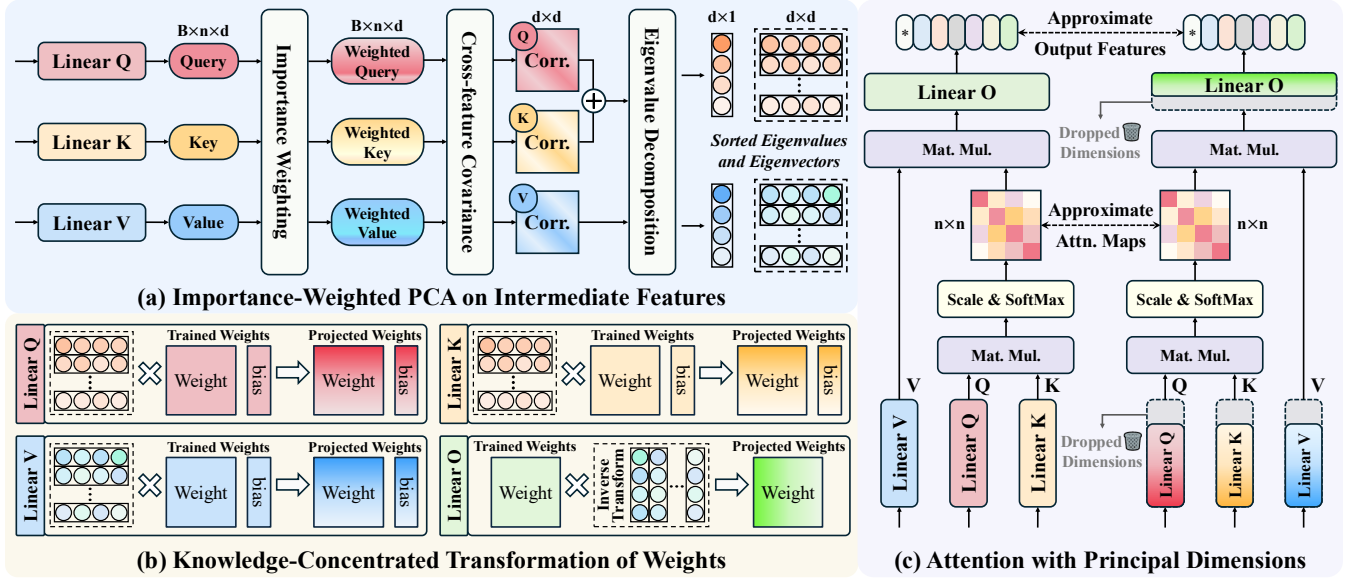 B×n×d
B×n×d
d×d
d×1
d×d
Linear Q
Query
Weighted
Query
Q
Corr.
Linear K
Key
Weighted
Key
K
Corr.
Linear V
Value
Weighted
Value
V
Corr.
Importance Weighting
Cross-feature Covariance
Eigenvalue Decomposition
Sorted Eigenvalues
and Eigenvectors
(a) Importance-Weighted PCA on Intermediate Features
Linear Q
Trained Weights
Projected Weights
Weight
bias
Weight
bias
Linear K
Trained Weights
Projected Weights
Weight
bias
Weight
bias
Linear V
Trained Weights
Projected Weights
Weight
bias
Weight
bias
Linear O
Trained Weights
Projected Weights
Weight
Inverse
Transform
Weight
(b) Knowledge-Concentrated Transformation of Weights
*
Approximate
Output Features
*
Linear O
Linear O
Dropped
Dimensions
Mat. Mul.
Mat. Mul.
n×n
Approximate
Attn. Maps
n×n
Scale & SoftMax
Scale & SoftMax
Mat. Mul.
Mat. Mul.
V
Q
K
Q
K
V
Dropped
Dimensions
Linear V
Linear Q
Linear K
Linear Q
Linear K
Linear V
(c) Attention with Principal Dimensions